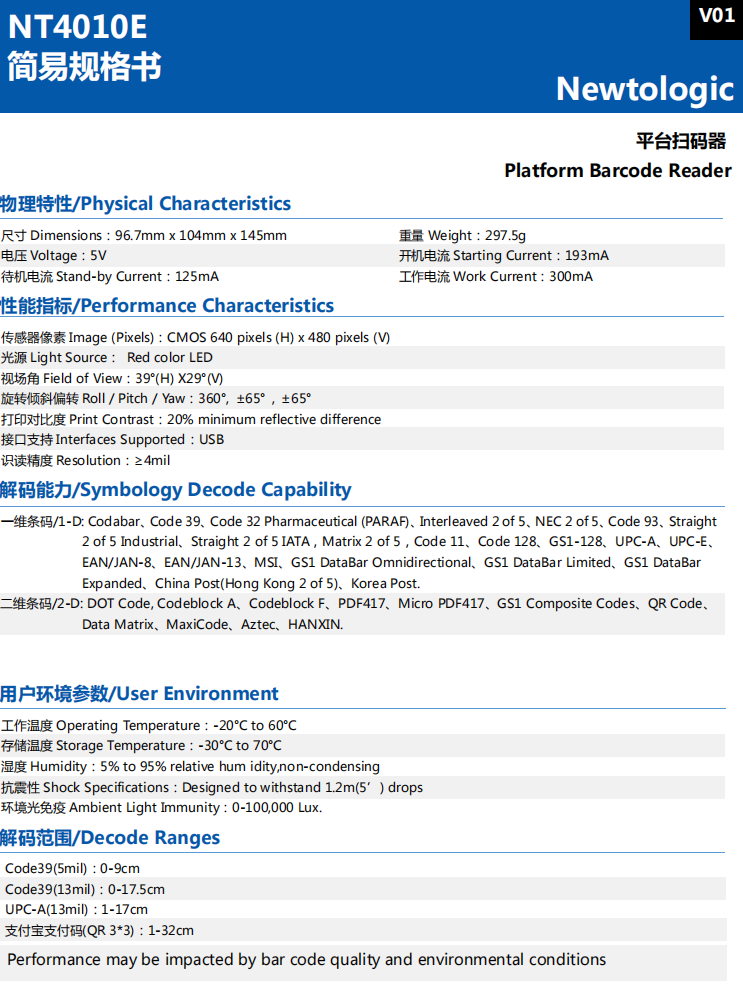 NT4010E
V01
简易规格书
Newtologic
平台扫码器
Platform Barcode Reader
物理特性/Physical Characteristics
尺寸 Dimensions：96.7mm x 104mm x 145mm
重量 Weight：297.5g
电压 Voltage：5V
开机电流 Starting Current：193mA
待机电流 Stand-by Current：125mA
工作电流 Work Current：300mA
性能指标/Performance Characteristics
传感器像素 Image (Pixels)：CMOS 640 pixels (H) x 480 pixels (V)
光源 Light Source： Red color LED
视场角 Field of View：39°(H) X29°(V)
旋转倾斜偏转 Roll / Pitch / Yaw：360°, ±65°，±65°
打印对比度 Print Contrast：20% minimum reflective difference
接口支持 Interfaces Supported：USB
识读精度 Resolution：≥4mil
解码能力/Symbology Decode Capability
一维条码/1-D: Codabar、Code 39、Code 32 Pharmaceutical (PARAF)、Interleaved 2 of 5、NEC 2 of 5、Code 93、Straight
2 of 5 Industrial、Straight 2 of 5 IATA，Matrix 2 of 5，Code 11、Code 128、GS1-128、UPC-A、UPC-E、
EAN/JAN-8、EAN/JAN-13、MSI、GS1 DataBar Omnidirectional、GS1 DataBar Limited、GS1 DataBar
Expanded、China Post(Hong Kong 2 of 5)、Korea Post.
二维条码/2-D: DOT Code, Codeblock A、Codeblock F、PDF417、Micro PDF417、GS1 Composite Codes、QR Code、
Data Matrix、MaxiCode、Aztec、HANXIN.
用户环境参数/User Environment
工作温度 Operating Temperature：-20°C to 60°C
存储温度 Storage Temperature：-30°C to 70°C
湿度 Humidity：5% to 95% relative hum idity,non-condensing
抗震性 Shock Specifications：Designed to withstand 1.2m(5′) drops
环境光免疫 Ambient Light Immunity：0-100,000 Lux.
解码范围/Decode Ranges
Code39(5mil)：0-9cm
Code39(13mil)：0-17.5cm
UPC-A(13mil)：1-17cm
支付宝支付码(QR 3*3)：1-32cm
Performance may be impacted by bar code quality and environmental conditions